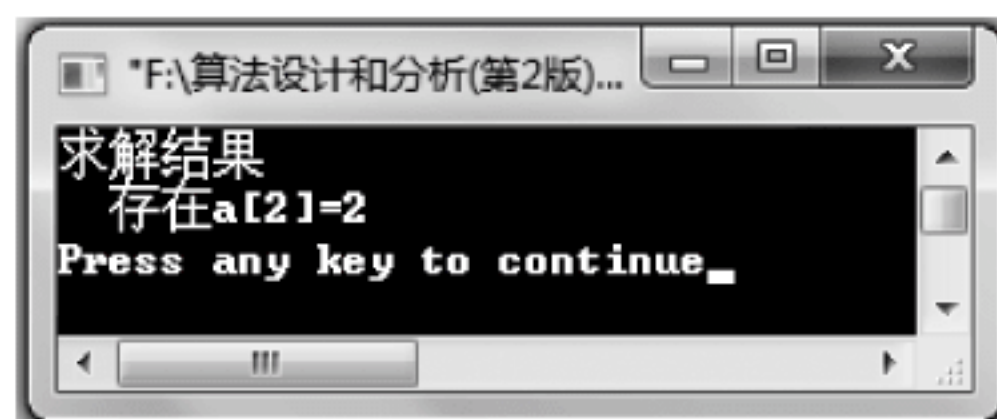 "F:\算法设计和分析(第2版)...
求解结果
存在a[2]=2
Press any key to continue